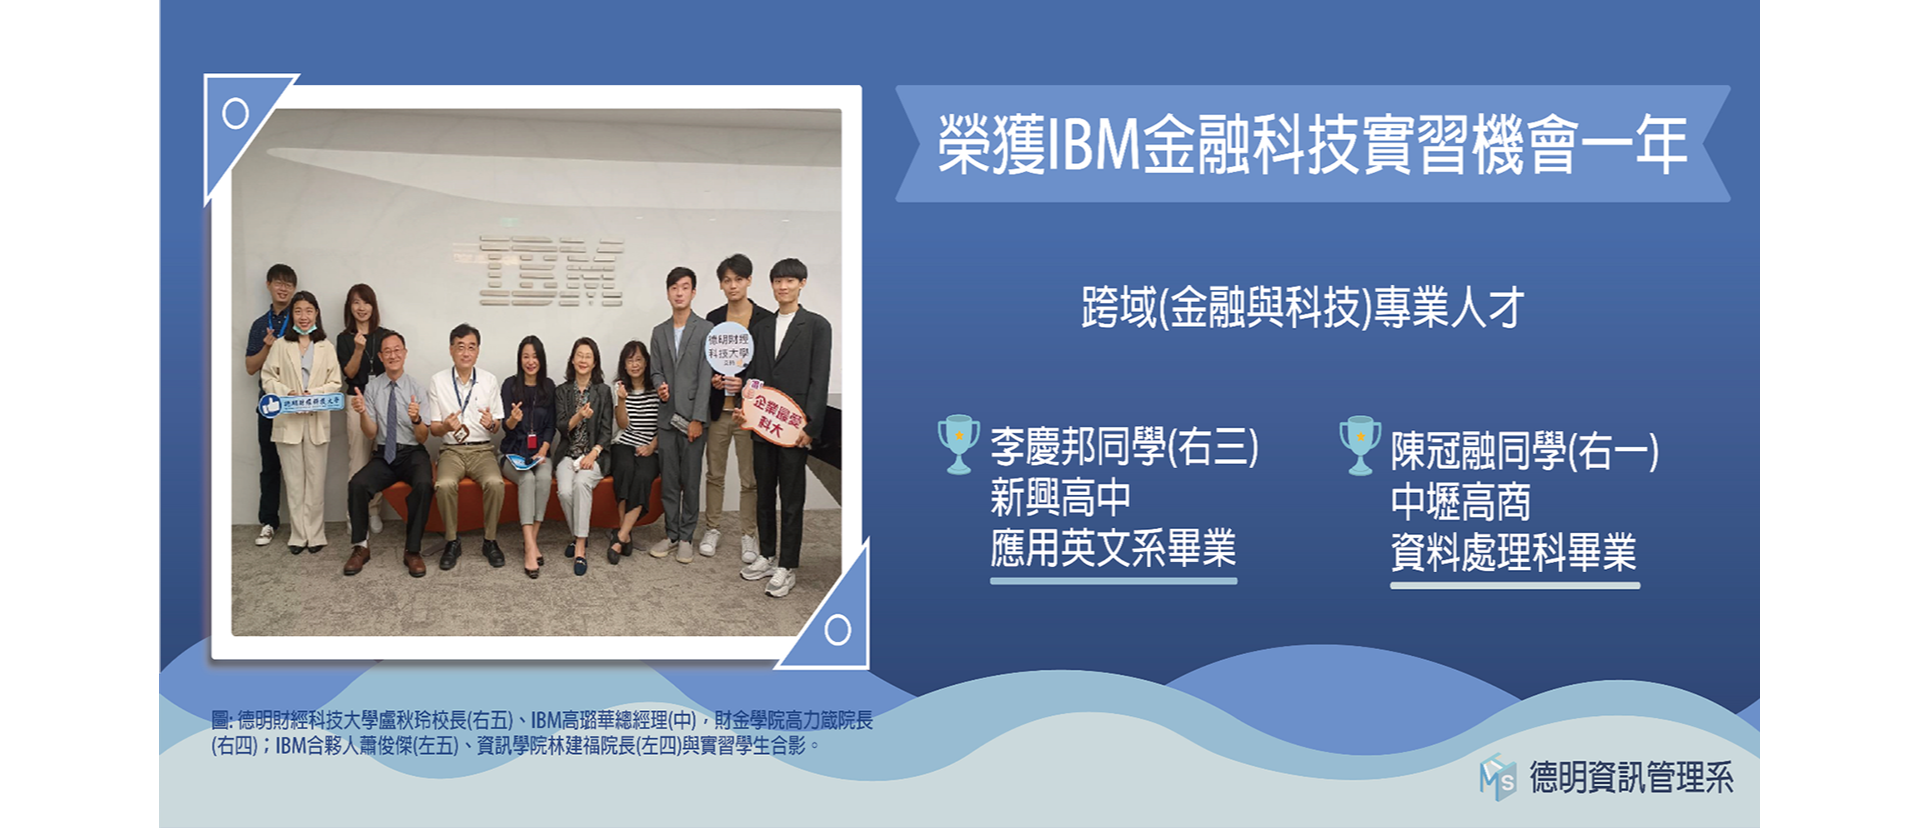 榮獲IBM金融科技實習機會一年
跨域(金融與科技)專業人才
李慶邦同學(右三)
新興高中
應用英文系畢業
陳冠融同學(右一)
中壢高商
資料處理科畢業
IBM
德明財經
科技大學
企業最愛
科大
德明財經科技大學
圖: 德明財經科技大學盧秋玲校長(右五)、IBM高璐華總經理(中)，財金學院高力箴院長
(右四)；IBM合夥人蕭俊傑(左五)、資訊學院林建福院長(左四)與實習學生合影。
MS
德明資訊管理系